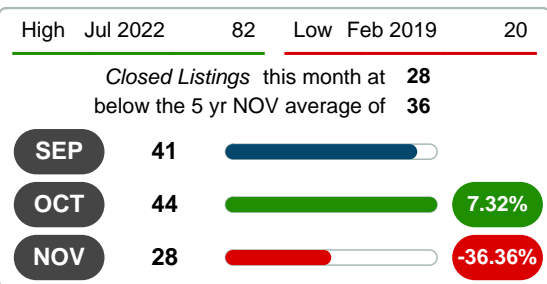 High Jul 2022 82 Low Feb 2019 20
Closed Listings this month at 28
below the 5 yr NOV average of 36
SEP 41
OCT 44 7.32%
NOV 28 -36.36%